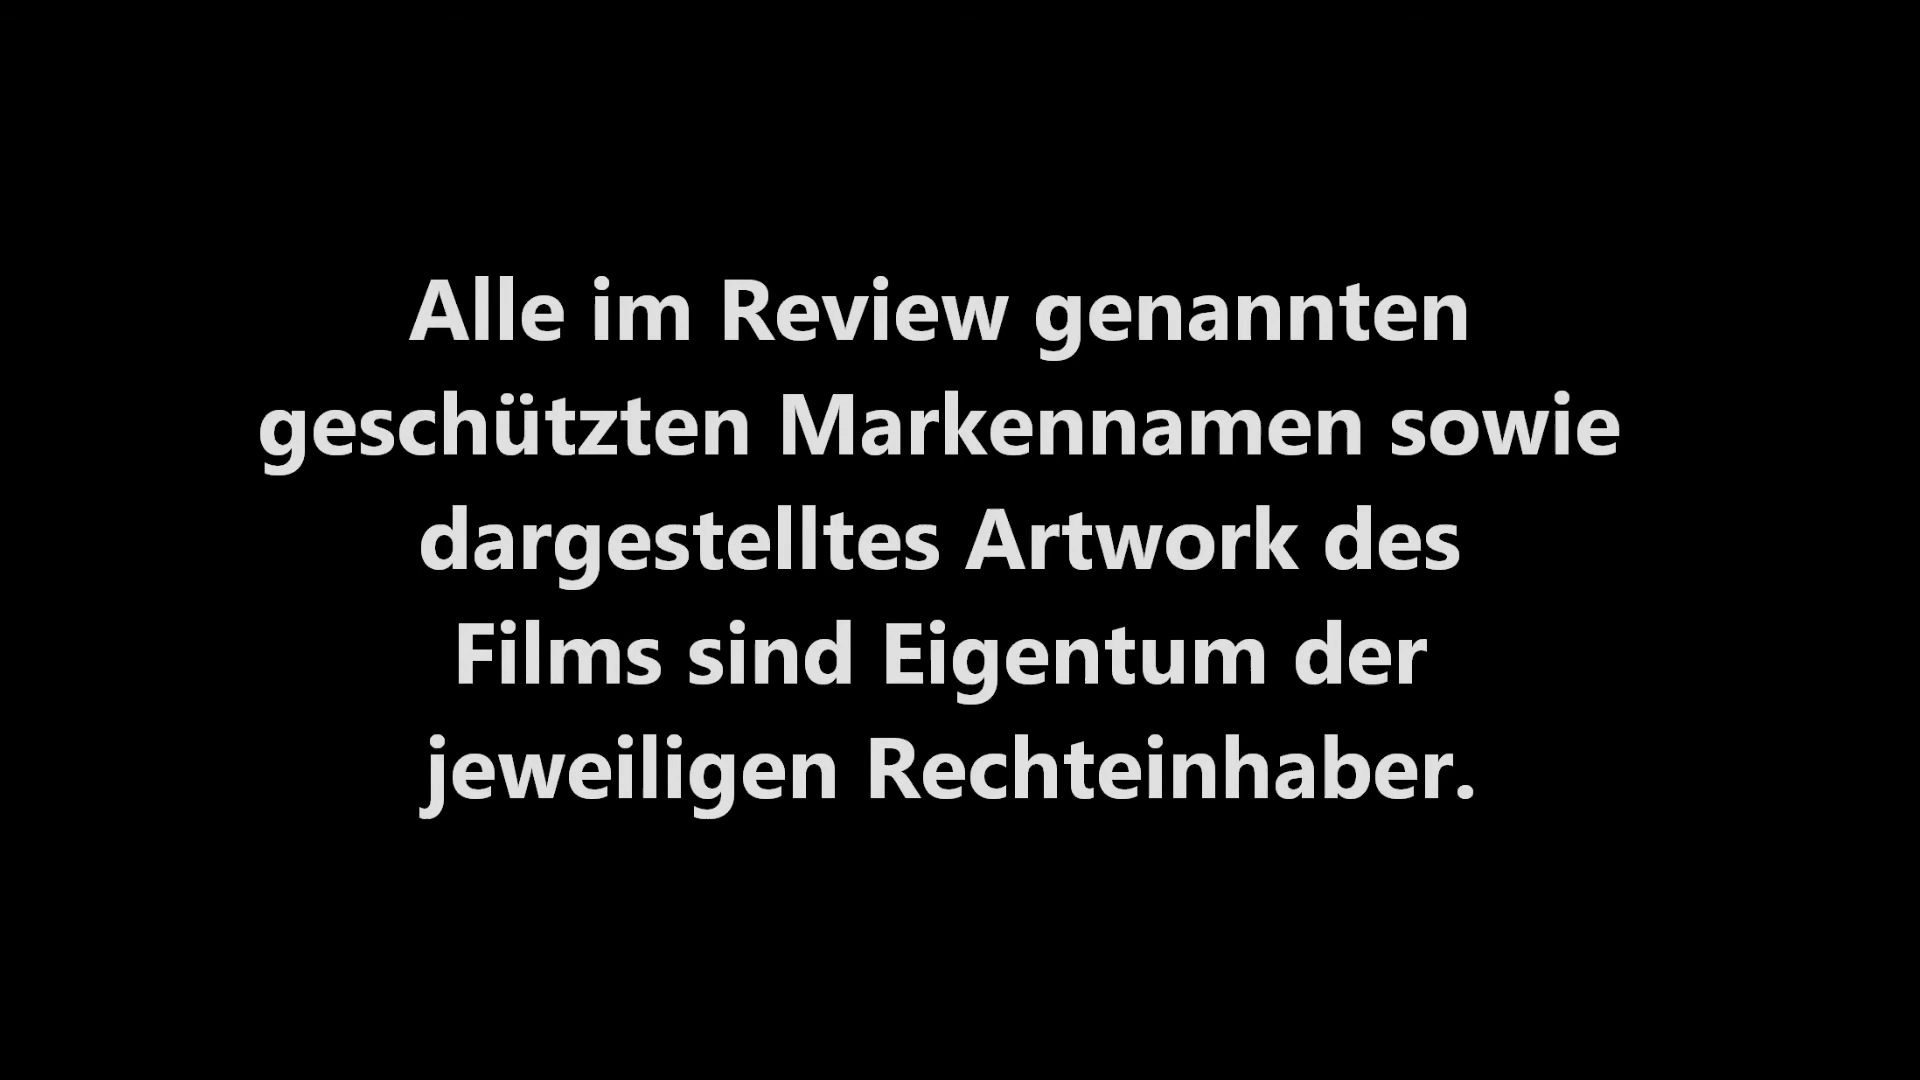 Alle im Review genannten
geschützten Markennamen sowie
dargestelltes Artwork des
Films sind Eigentum der
jeweiligen Rechteinhaber.